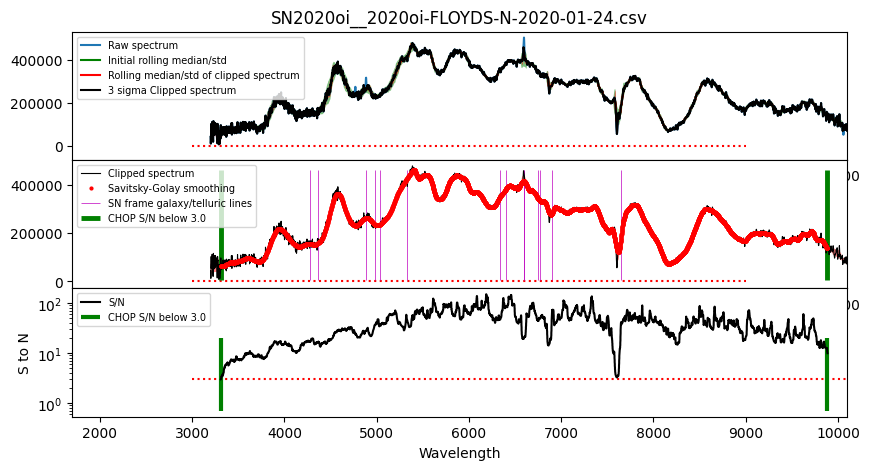 SN2020oi__2020oi-FLOYDS-N-2020-01-24.csv
Raw spectrum
Initial rolling median/std
Rolling median/std of clipped spectrum
3 sigma Clipped spectrum
400000
200000
0
Clipped spectrum
Savitsky-Golay smoothing
SN frame galaxy/telluric lines
CHOP S/N below 3.0
400000
200000
0
S/N
CHOP S/N below 3.0
S to N
10²
10¹
10⁰
2000 3000 4000 5000 6000 7000 8000 9000 10000
Wavelength